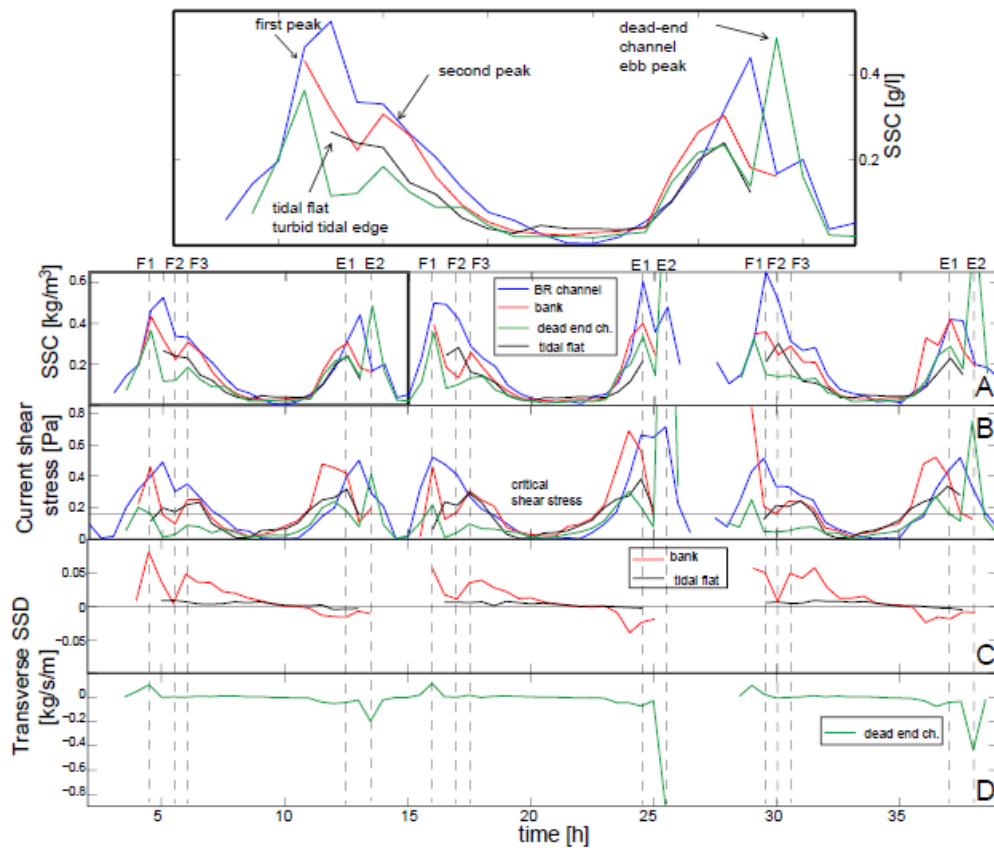 first peak
dead-end
channel
ebb peak
second peak
0.4
0.2
SSC [g/l]
tidal flat
turbid tidal edge
F1 F2 F3 E1 E2 F1 F2 F3 E1 E2 F1 F2 F3 E1 E2
SSC [kg/m³]
0.6
0.4
0.2
BR channel
bank
dead end ch.
tidal flat
A
Current shear
stress [Pa]
0.8
0.6
0.4
0.2
0
critical
shear stress
B
Transverse SSD
[kg/s/m]
0.05
0
-0.05
bank
tidal flat
C
0
-0.2
-0.4
-0.6
-0.8
dead end ch.
D
5 10 15 20 25 30 35
time [h]